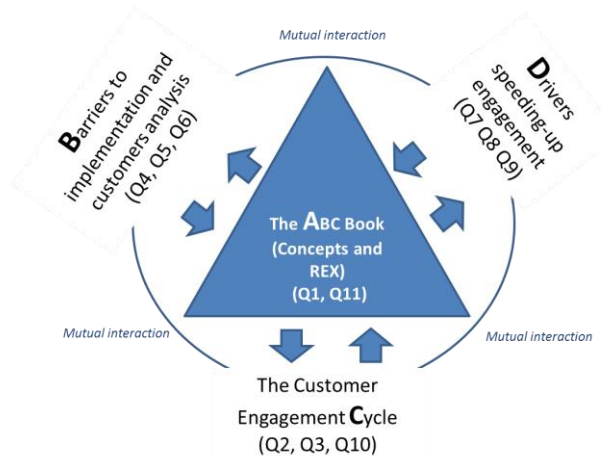 Mutual interaction
Barriers to
implementation and
customers analysis
(Q4, Q5, Q6)
Drivers
speeding-up
engagement
(Q7 Q8 Q9)
The ABC Book
(Concepts and
REX)
(Q1, Q11)
Mutual interaction
Mutual interaction
The Customer
Engagement Cycle
(Q2, Q3, Q10)